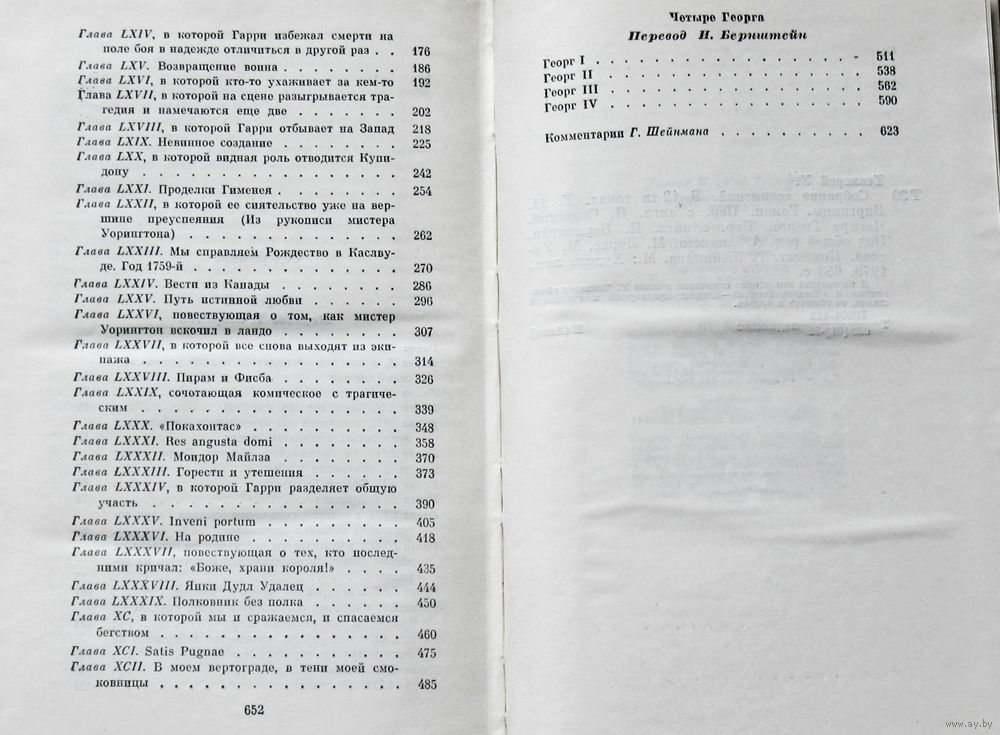 Глава LXIV, в которой Гарри избежал смерти на
поле боя в надежде отличиться в другой раз . . 176
Глава LXV. Возвращение воина . . . . . . . . 186
Глава LXVI, в которой кто-то ухаживает за кем-то 192
Глава LXVII, в которой на сцене разыгрывается тра-
гедия и намечаются еще две . . . . . . . 202
Глава LXVIII, в которой Гарри отбывает на Запад 218
Глава LXIX. Невинное создание . . . . . . . . 225
Глава LXX, в которой видная роль отводится Купи-
дону . . . . . . . . . . . . . . . . 242
Глава LXXI. Проделки Гименея . . . . . . . . 254
Глава LXXII, в которой ее сиятельство уже на вер-
шине преуспеяния (Из рукописи мистера
Уорингтона) . . . . . . . . . . . . . 262
Глава LXXIII. Мы справляем Рождество в Каслву-
де. Год 1759-й . . . . . . . . . . . . . 270
Глава LXXIV. Вести из Канады . . . . . . . . 286
Глава LXXV. Путь истинной любви . . . . . . 296
Глава LXXVI, повествующая о том, как мистер
Уорингтон вскочил в ландо . . . . . . . . 307
Глава LXXVII, в которой все снова выходят из эки-
пажа . . . . . . . . . . . . . . . . . 314
Глава LXXVIII. Пирам и Фисба . . . . . . . . 326
Глава LXXIX, сочетающая комическое с трагиче-
ским . . . . . . . . . . . . . . . . . 339
Глава LXXX. «Покахонтас» . . . . . . . . . . 348
Глава LXXXI. Res angusta domi . . . . . . . . 358
Глава LXXXII. Мойдор Майлза . . . . . . . . 370
Глава LXXXIII. Горести и утешения . . . . . . 373
Глава LXXXIV, в которой Гарри разделяет общую
участь . . . . . . . . . . . . . . . . 390
Глава LXXXV. Inveni portum . . . . . . . . . 405
Глава LXXXVI. На родине . . . . . . . . . . 418
Глава LXXXVII, повествующая о тех, кто послед-
ними кричал: «Боже, храни короля!» . . . . 435
Глава LXXXVIII. Янки Дудл Удалец . . . . . . 444
Глава LXXXIX. Полковник без полка . . . . . . 450
Глава XC, в которой мы и сражаемся, и спасаемся
бегством . . . . . . . . . . . . . . . 460
Глава XCI. Satis Pugnae . . . . . . . . . . . 475
Глава XCII. В моем вертограде, в тени моей смо-
ковницы . . . . . . . . . . . . . . . 485
652
Четыре Георга
Перевод И. Бернштейн
Георг I . . . . . . . . . . . . . . . . . 511
Георг II . . . . . . . . . . . . . . . . . 538
Георг III . . . . . . . . . . . . . . . . 562
Георг IV . . . . . . . . . . . . . . . . 590
Комментарии Г. Шейнмана . . . . . . . . . . 623
www.ay.by